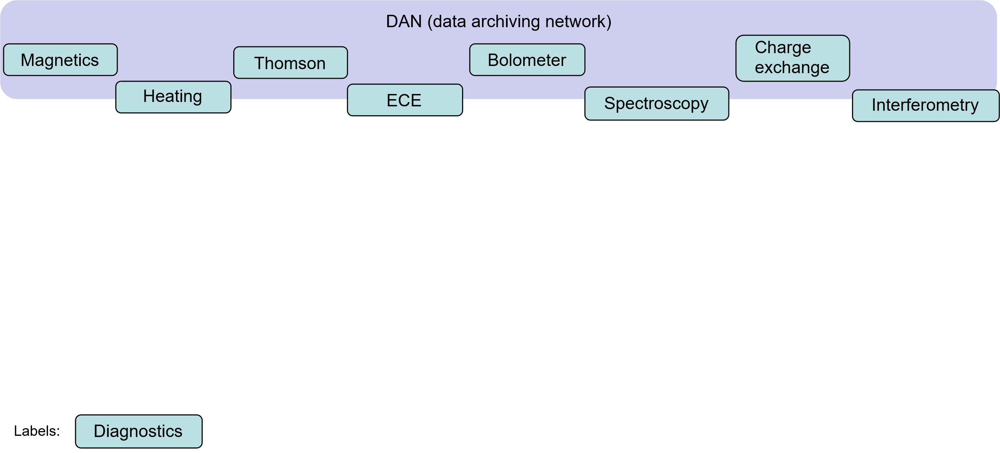 DAN (data archiving network)
Magnetics
Heating
Thomson
ECE
Bolometer
Spectroscopy
Charge
exchange
Interferometry
Labels:
Diagnostics